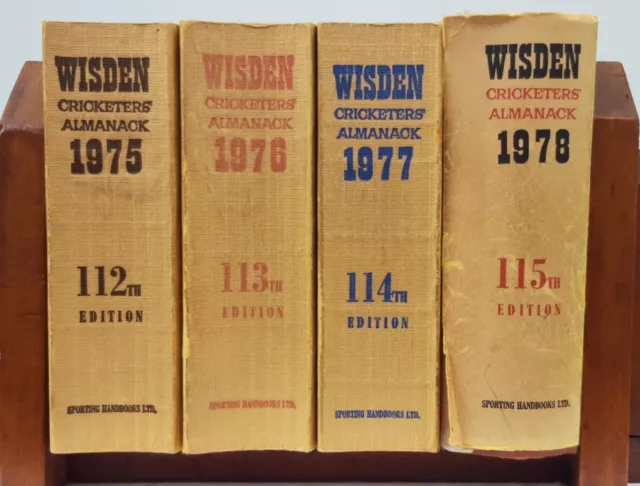 WISDEN
CRICKETERS'
ALMANACK
1975
112TH
EDITION
SPORTING HANDBOOKS LTD.
WISDEN
CRICKETERS'
ALMANACK
1976
113TH
EDITION
SPORTING HANDBOOKS LTD.
WISDEN
CRICKETERS'
ALMANACK
1977
114TH
EDITION
SPORTING HANDBOOKS LTD.
WISDEN
CRICKETERS'
ALMANACK
1978
115TH
EDITION
SPORTING HANDBOOKS LTD.